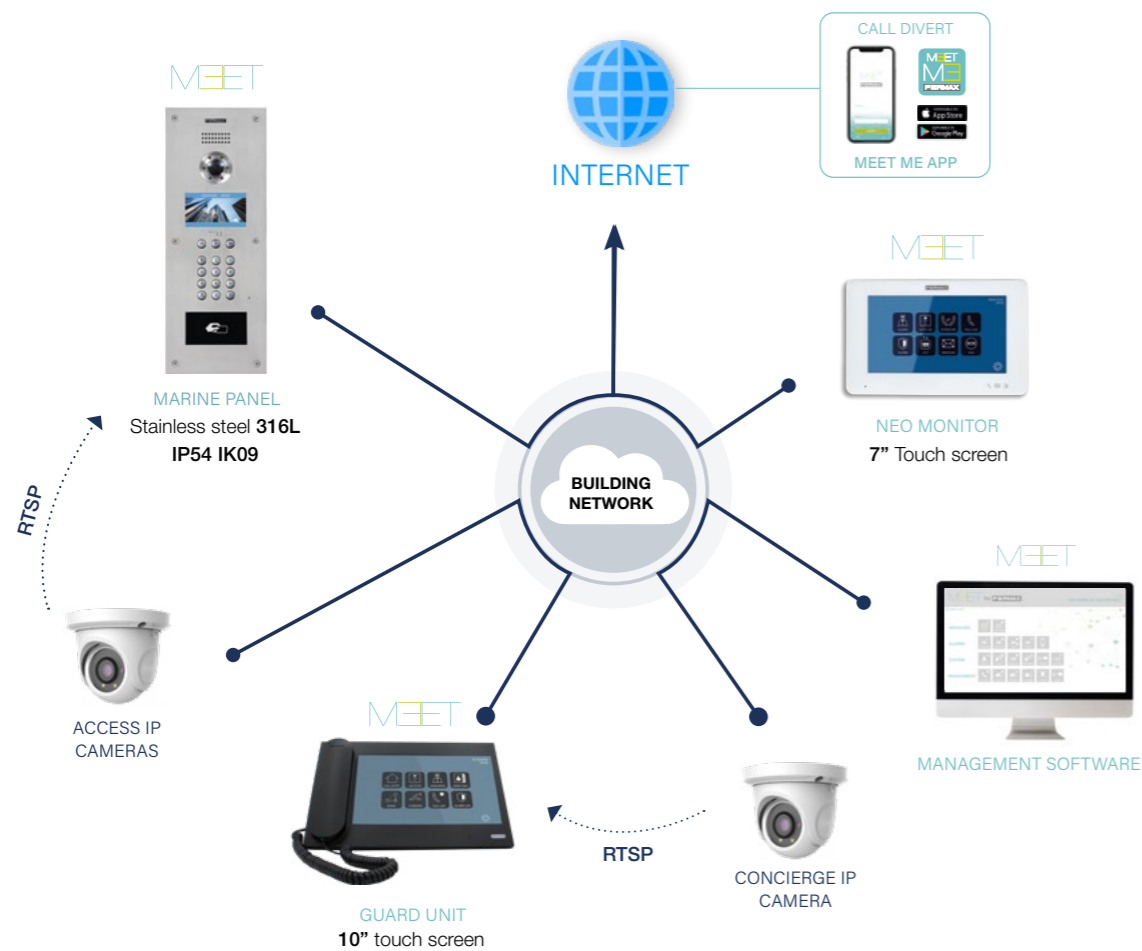 MEET
CALL DIVERT
MEET
ME
FERMAX
App Store
Google Play
MEET ME APP
INTERNET
MEET
MARINE PANEL
Stainless steel 316L
IP54 IK09
NEO MONITOR
7” Touch screen
RTSP
BUILDING
NETWORK
MEET
ACCESS IP
CAMERAS
MEET
MANAGEMENT SOFTWARE
RTSP
GUARD UNIT
10” touch screen
CONCIERGE IP
CAMERA